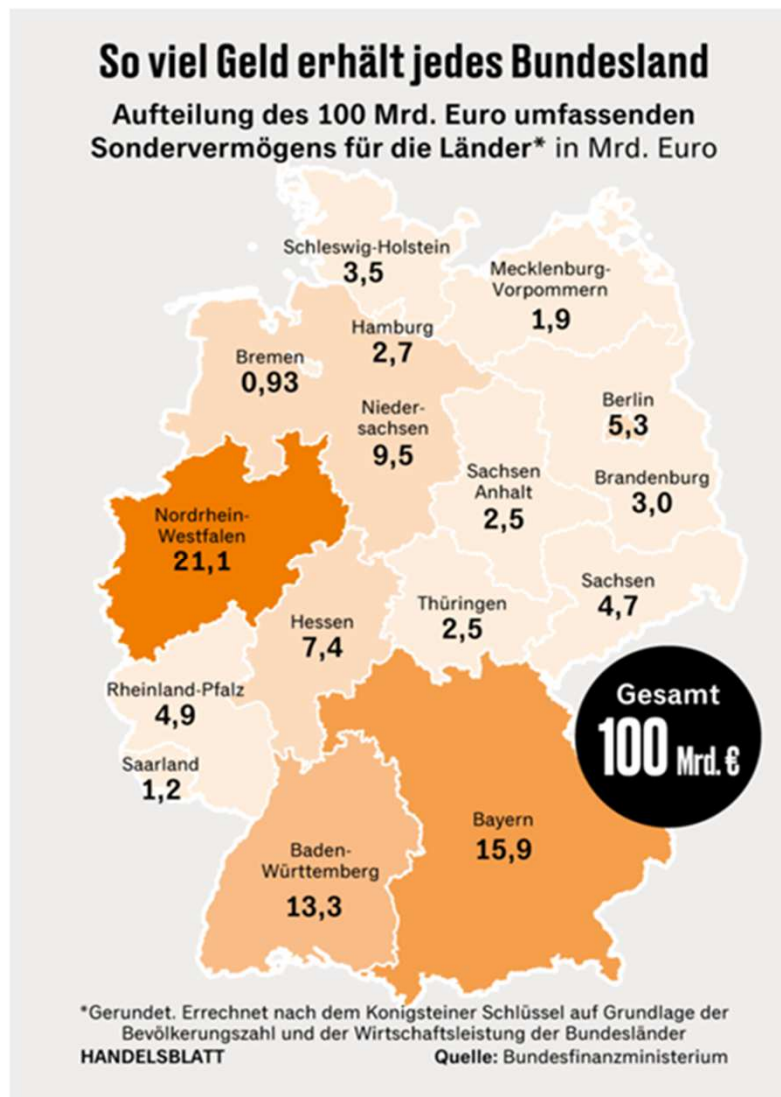 So viel Geld erhält jedes Bundesland
Aufteilung des 100 Mrd. Euro umfassenden
Sondervermögens für die Länder* in Mrd. Euro
Schleswig-Holstein
3,5
Mecklenburg-
Vorpommern
1,9
Hamburg
2,7
Bremen
0,93
Nieder-
sachsen
9,5
Berlin
5,3
Sachsen
Anhalt
2,5
Brandenburg
3,0
Nordrhein-
Westfalen
21,1
Sachsen
4,7
Thüringen
2,5
Hessen
7,4
Rheinland-Pfalz
4,9
Saarland
1,2
Gesamt
100 Mrd. €
Bayern
15,9
Baden-
Württemberg
13,3
*Gerundet. Errechnet nach dem Konigsteiner Schlüssel auf Grundlage der
Bevölkerungszahl und der Wirtschaftsleistung der Bundesländer
HANDELSBLATT Quelle: Bundesfinanzministerium